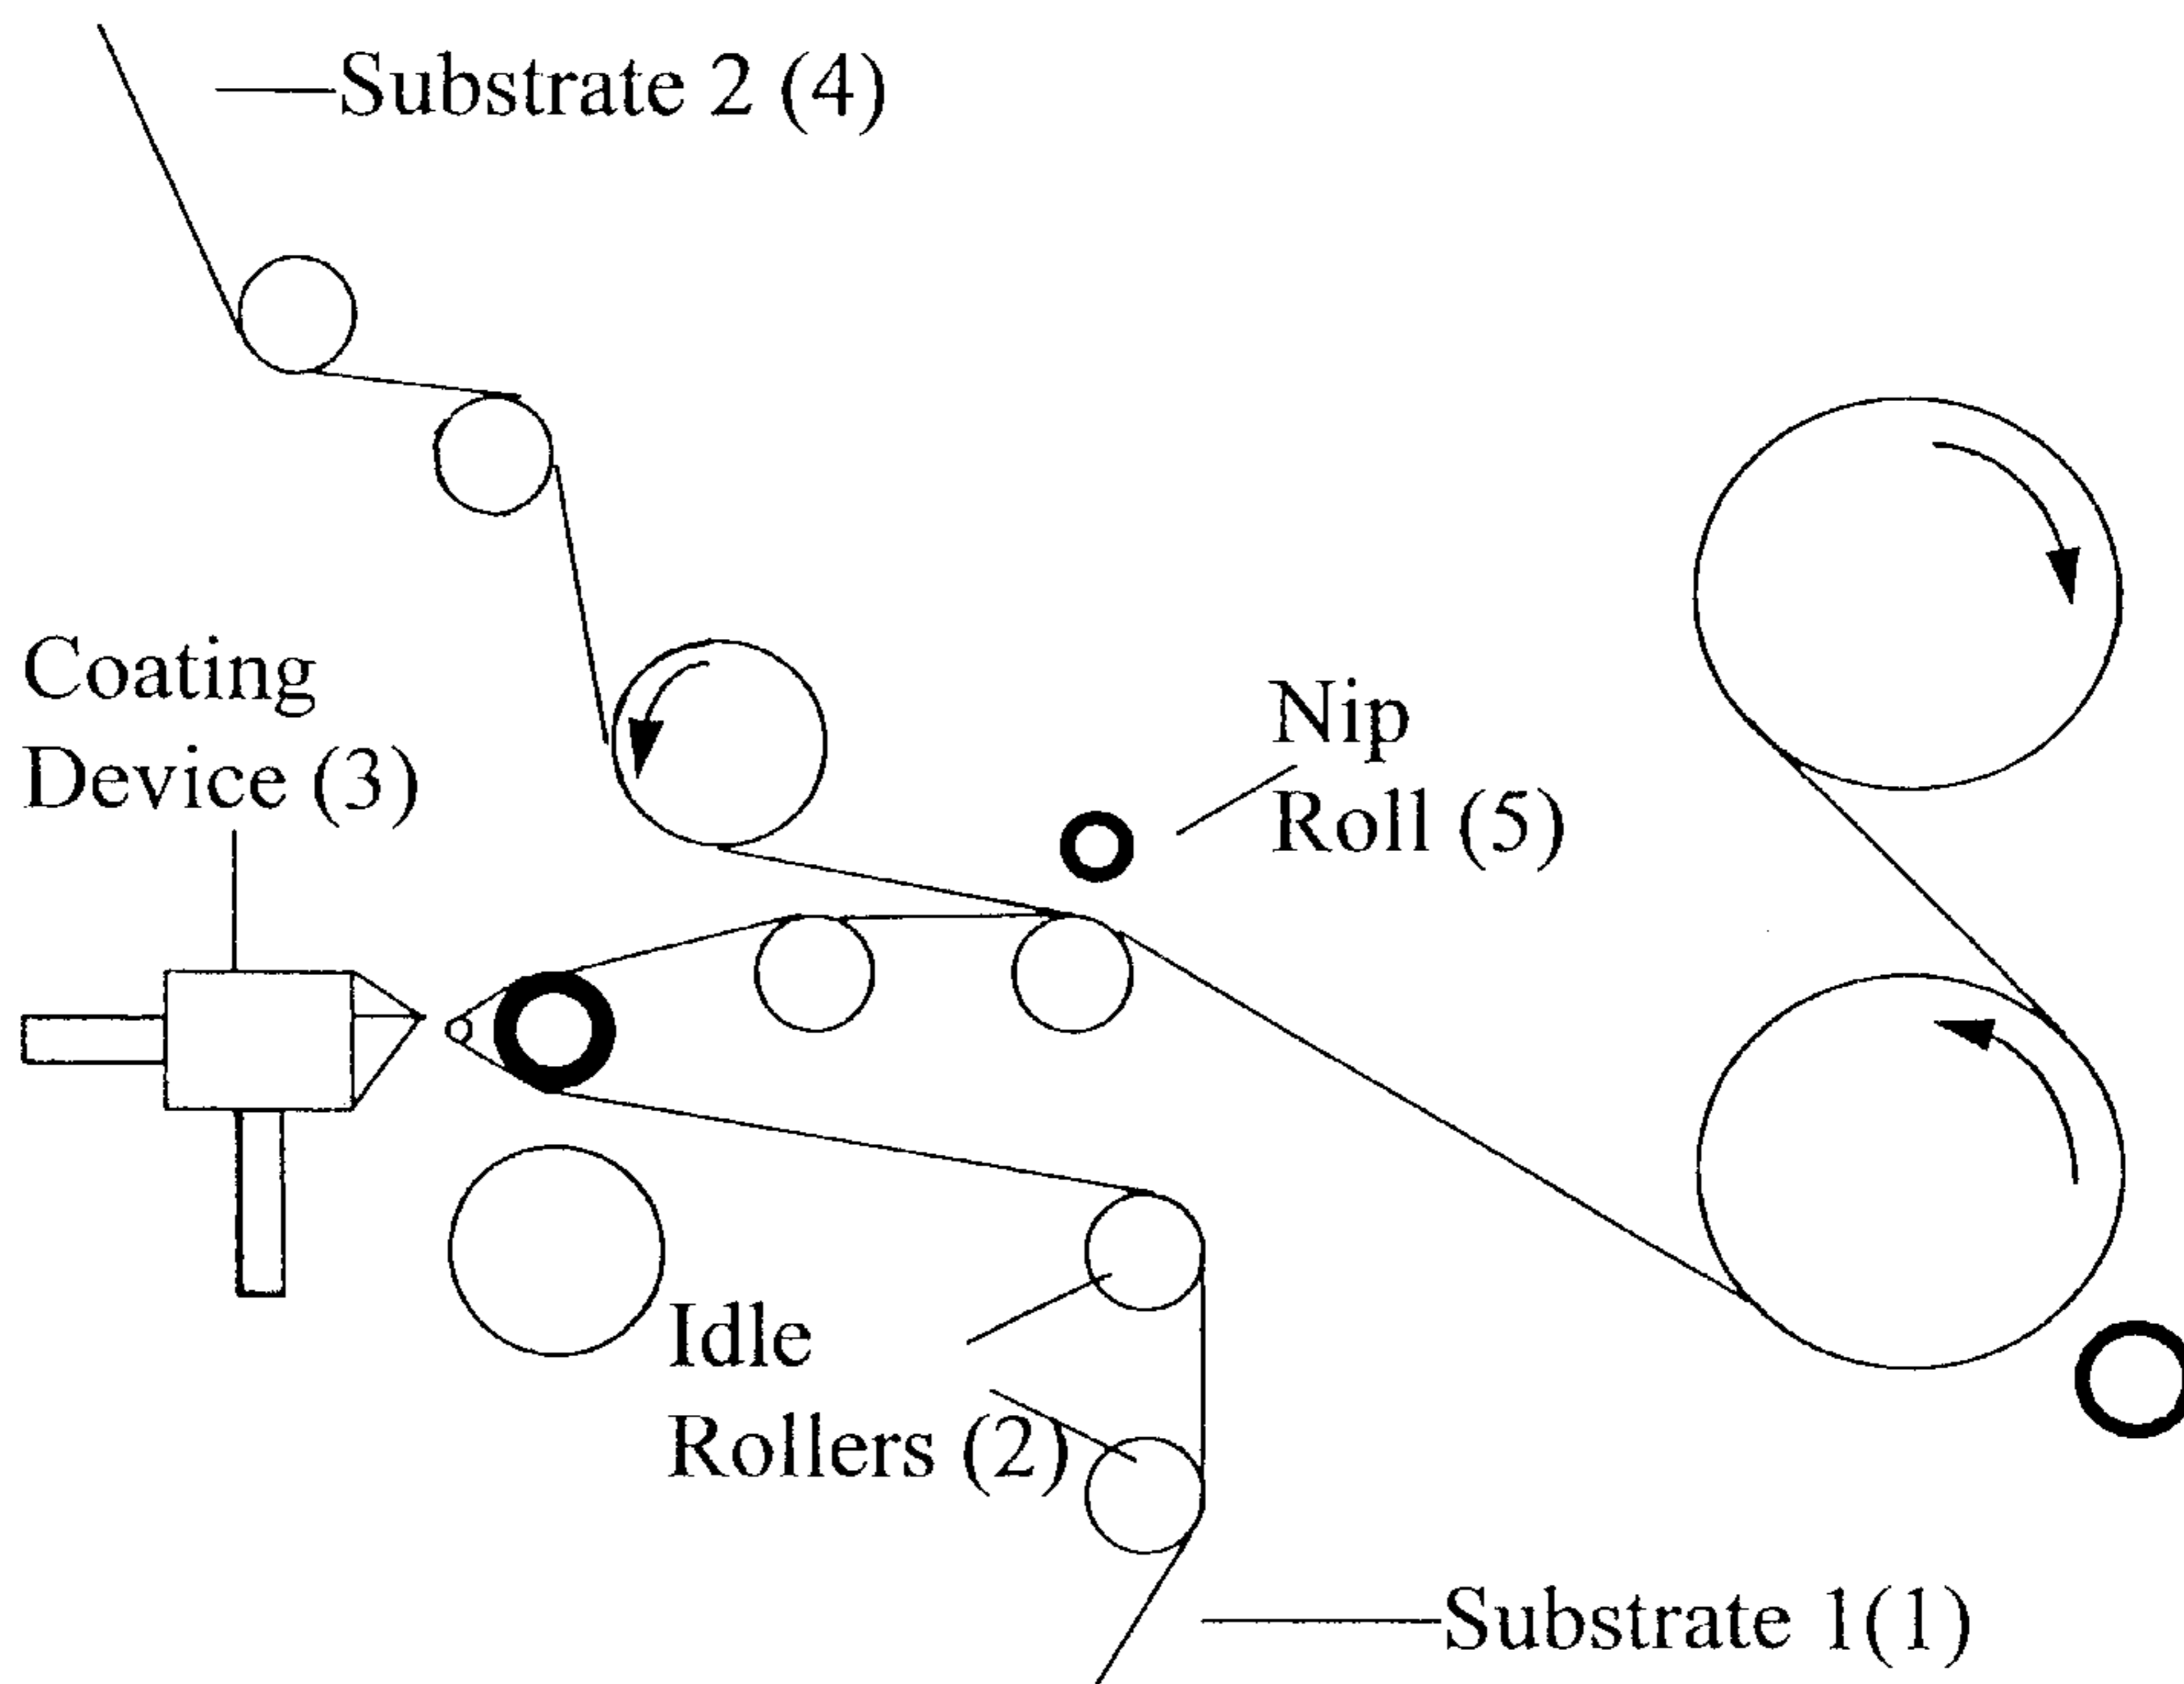 Substrate 2 (4)
Coating
Device (3)
Nip
Roll (5)
Idle
Rollers (2)
Substrate 1(1)